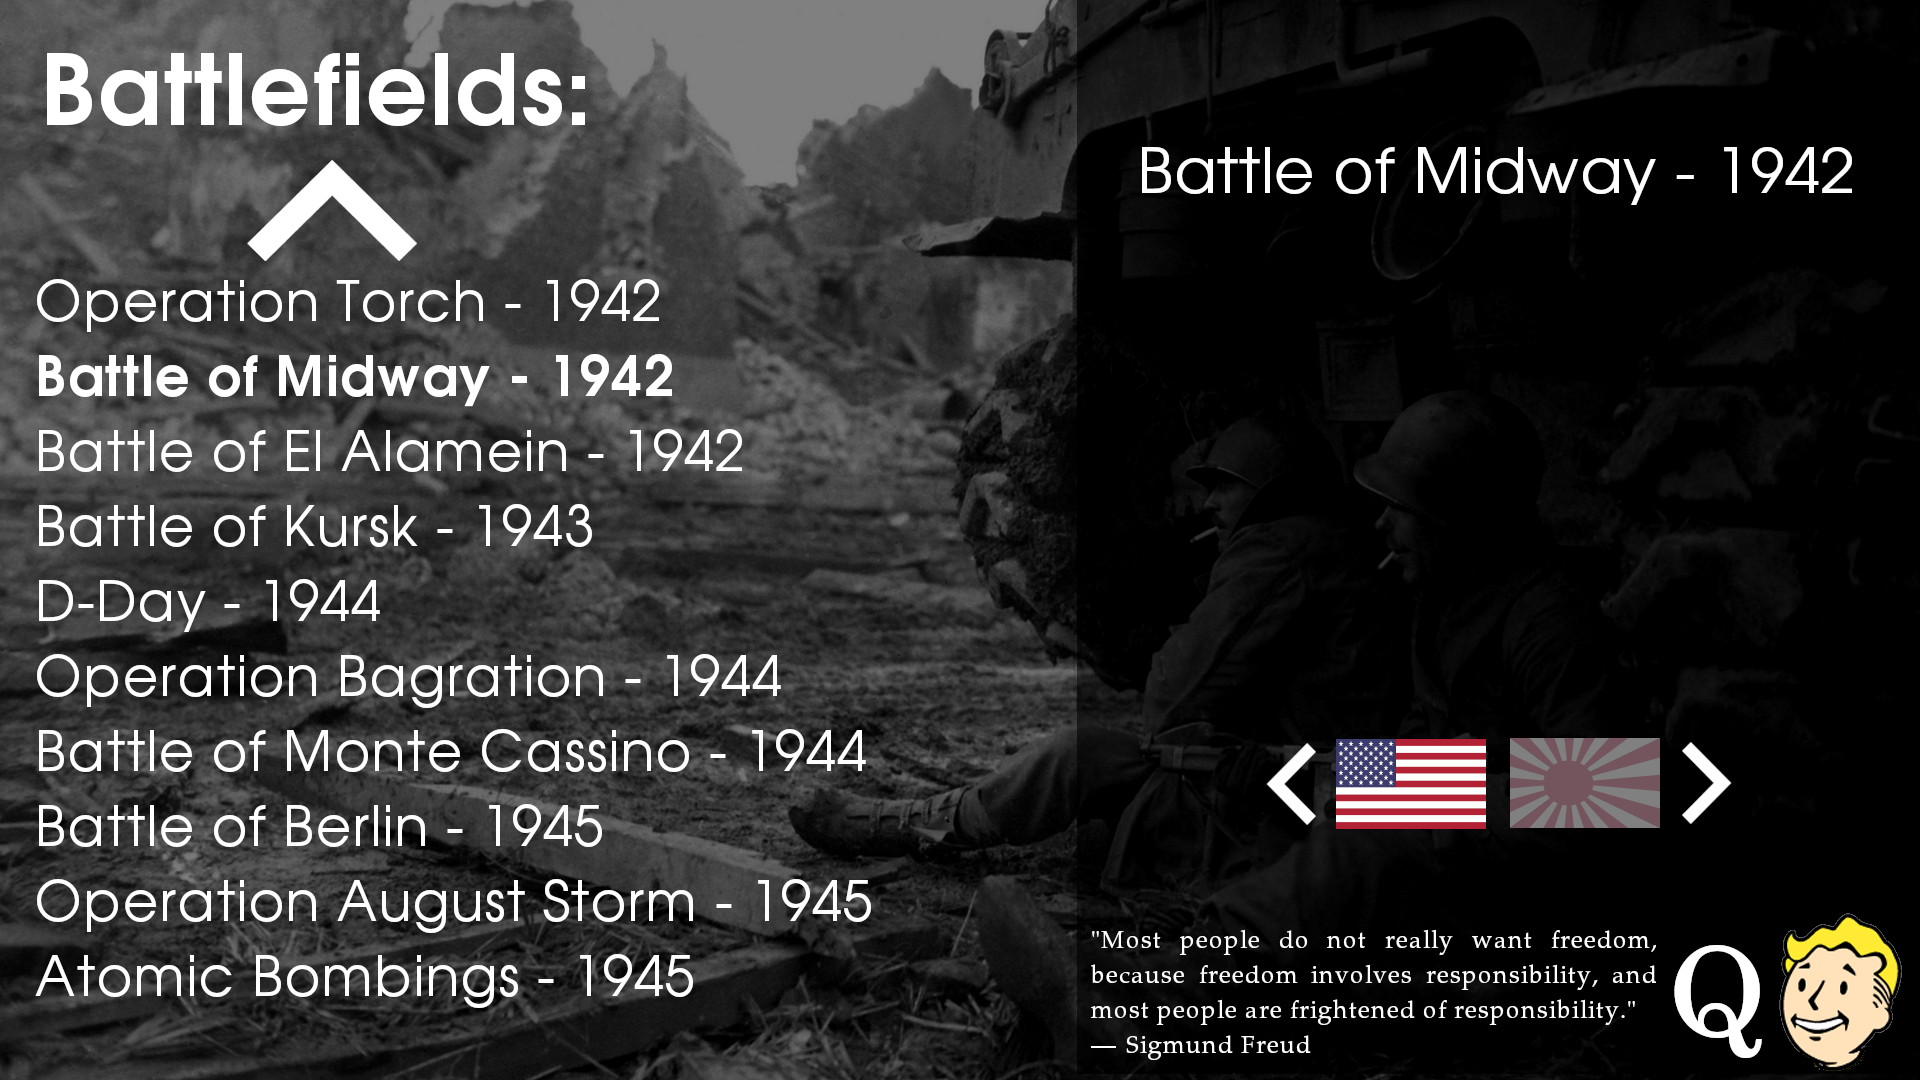 Battlefields:
Operation Torch - 1942
Battle of Midway - 1942
Battle of El Alamein - 1942
Battle of Kursk - 1943
D-Day - 1944
Operation Bagration - 1944
Battle of Monte Cassino - 1944
Battle of Berlin - 1945
Operation August Storm - 1945
Atomic Bombings - 1945
Battle of Midway - 1942
"Most people do not really want freedom,
because freedom involves responsibility, and
most people are frightened of responsibility."
— Sigmund Freud
Q